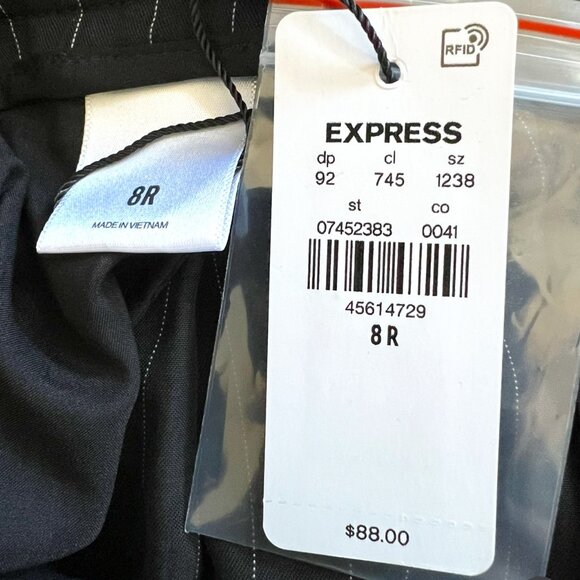 8R
MADE IN VIETNAM
RFID
EXPRESS
dp cl sz
92 745 1238
st co
07452383 0041
45614729
8R
$88.00